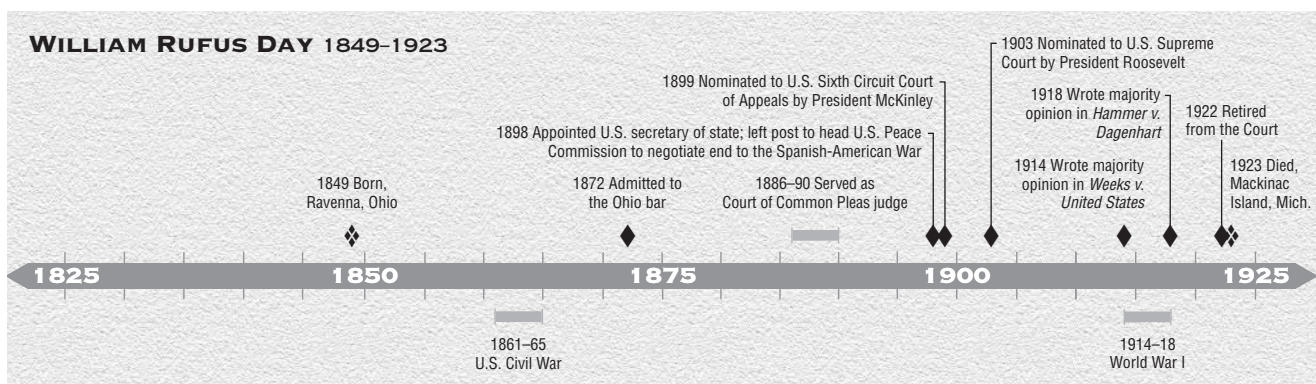 WILLIAM RUFUS DAY 1849–1923
1903 Nominated to U.S. Supreme
Court by President Roosevelt
1899 Nominated to U.S. Sixth Circuit Court
of Appeals by President McKinley
1918 Wrote majority
opinion in Hammer v.
Dagenhart
1922 Retired
from the Court
1898 Appointed U.S. secretary of state; left post to head U.S. Peace
Commission to negotiate end to the Spanish-American War
1914 Wrote majority
opinion in Weeks v.
United States
1923 Died,
Mackinac
Island, Mich.
1849 Born,
Ravenna, Ohio
1872 Admitted to
the Ohio bar
1886–90 Served as
Court of Common Pleas judge
1825 1850 1875 1900 1925
1861–65
U.S. Civil War
1914–18
World War I